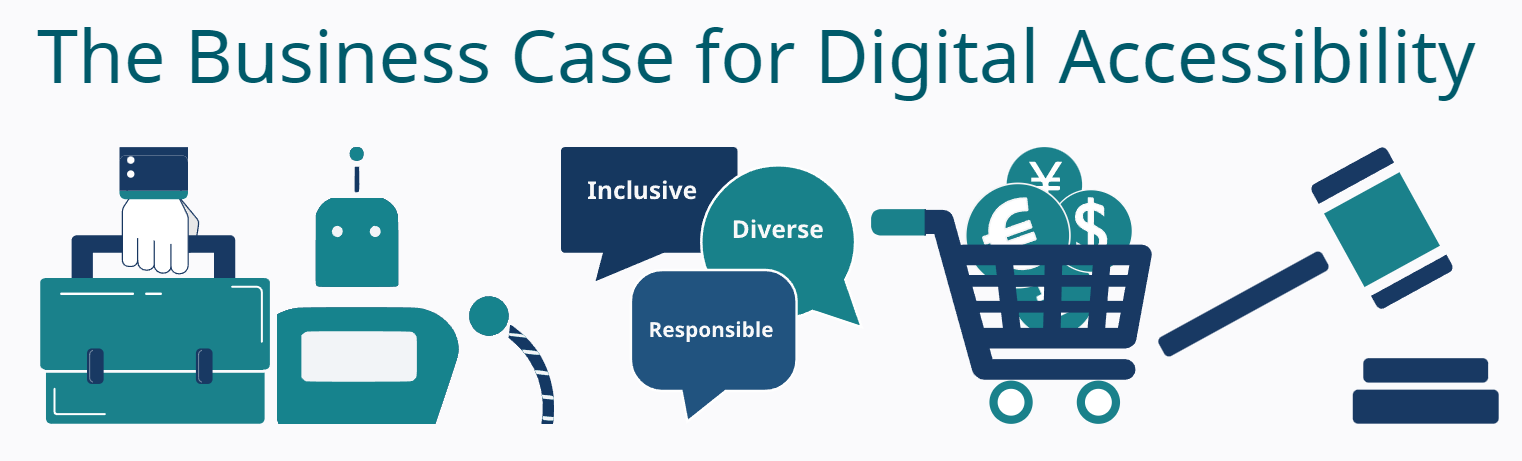 The Business Case for Digital Accessibility
Inclusive
Diverse
Responsible
¥
€
$